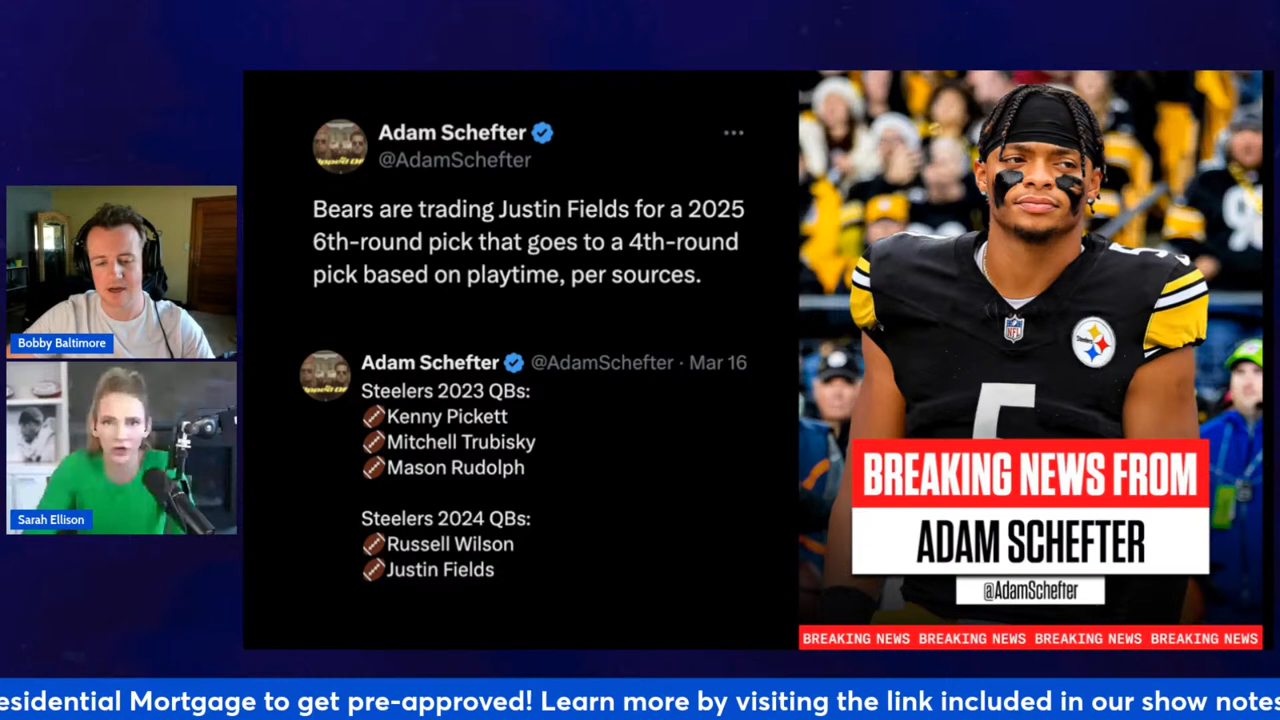 Adam Schefter
@AdamSchefter
Bears are trading Justin Fields for a 2025
6th-round pick that goes to a 4th-round
pick based on playtime, per sources.
Adam Schefter @AdamSchefter · Mar 16
Steelers 2023 QBs:
🏈Kenny Pickett
🏈Mitchell Trubisky
🏈Mason Rudolph
Steelers 2024 QBs:
🏈Russell Wilson
🏈Justin Fields
Bobby Baltimore
Sarah Ellison
Steelers
NFL
5
5
BREAKING NEWS FROM
ADAM SCHEFTER
@AdamSchefter
BREAKING NEWS BREAKING NEWS BREAKING NEWS BREAKING NEWS
esidential Mortgage to get pre-approved! Learn more by visiting the link included in our show notes